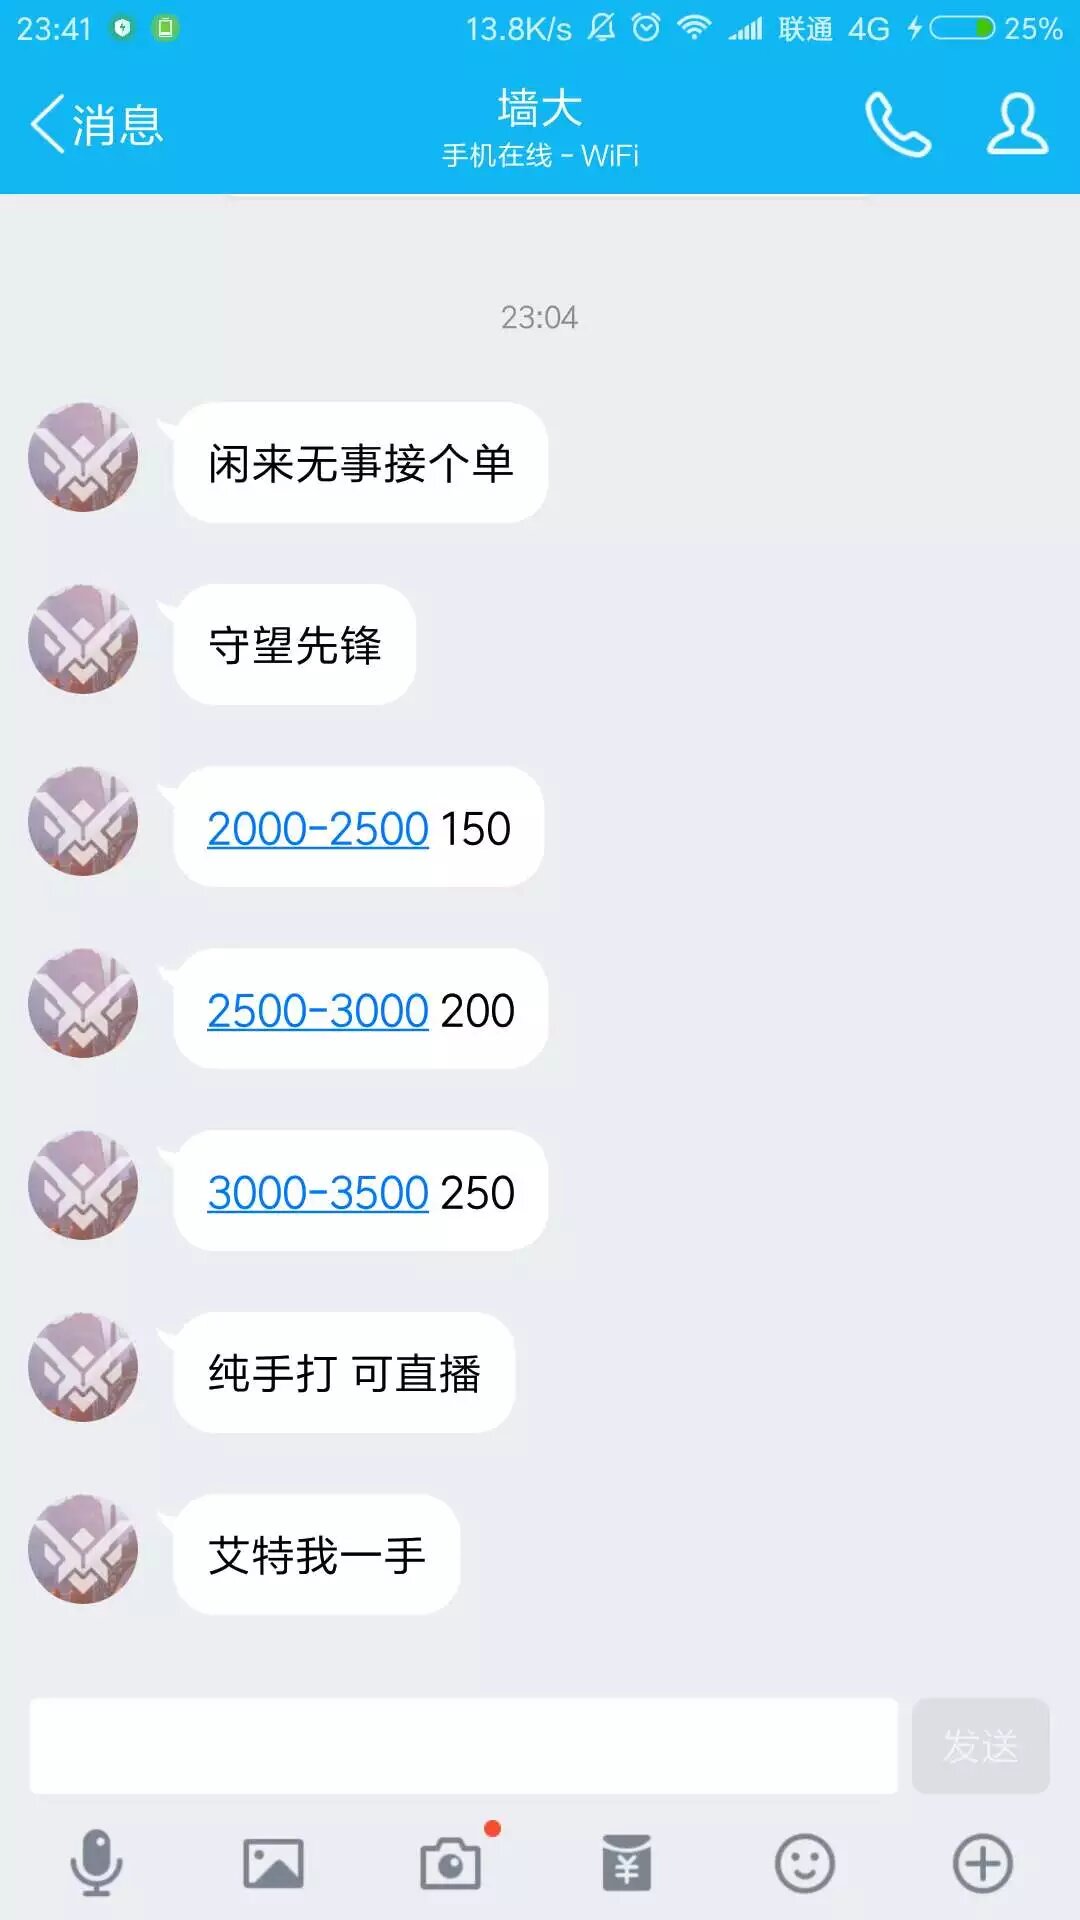 23:41 13.8K/s 联通 4G 25%
消息
墙大
手机在线 - WiFi
23:04
闲来无事接个单
守望先锋
2000-2500 150
2500-3000 200
3000-3500 250
纯手打 可直播
艾特我一手
发送